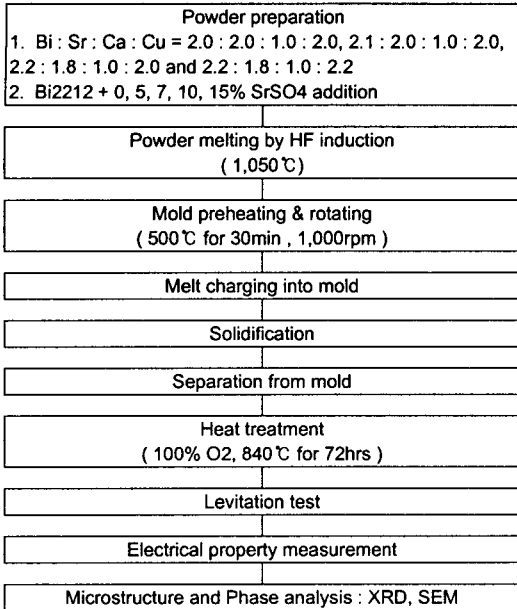 Powder preparation
1. Bi : Sr : Ca : Cu = 2.0 : 2.0 : 1.0 : 2.0, 2.1 : 2.0 : 1.0 : 2.0,
2.2 : 1.8 : 1.0 : 2.0 and 2.2 : 1.8 : 1.0 : 2.2
2. Bi2212 + 0, 5, 7, 10, 15% SrSO4 addition
Powder melting by HF induction
( 1,050℃)
Mold preheating & rotating
( 500℃ for 30min , 1,000rpm )
Melt charging into mold
Solidification
Separation from mold
Heat treatment
( 100% O2, 840℃ for 72hrs )
Levitation test
Electrical property measurement
Microstructure and Phase analysis : XRD, SEM